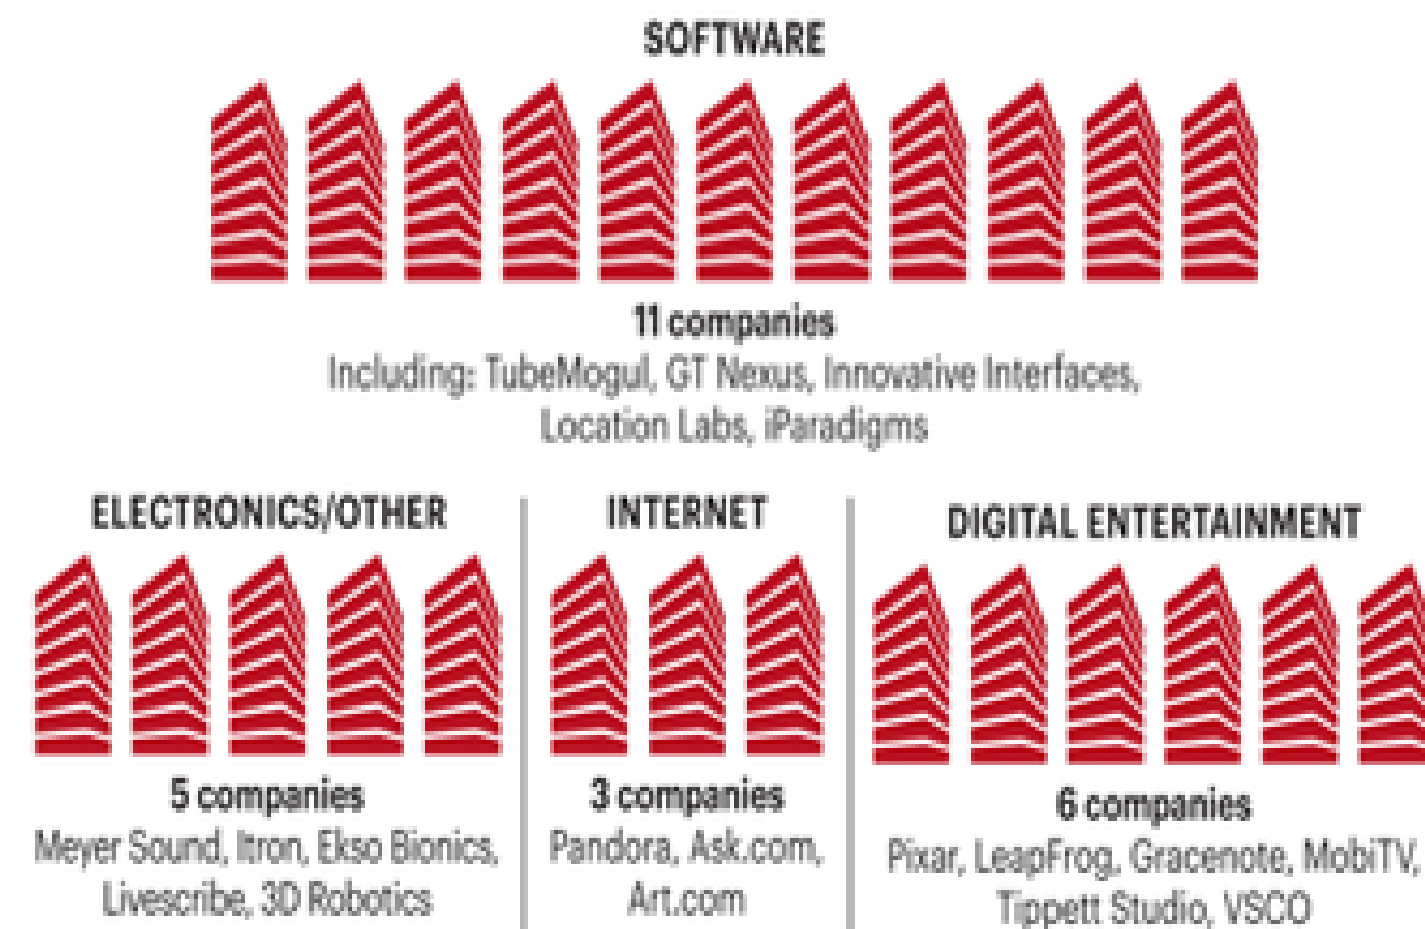 SOFTWARE
11 companies
Including: TubeMogul, GT Nexus, Innovative Interfaces,
Location Labs, iParadigms
ELECTRONICS/OTHER
5 companies
Meyer Sound, Itron, Ekso Bionics,
Livescribe, 3D Robotics
INTERNET
3 companies
Pandora, Ask.com,
Art.com
DIGITAL ENTERTAINMENT
6 companies
Pixar, LeapFrog, Gracenote, MobiTV,
Tippett Studio, VSCO